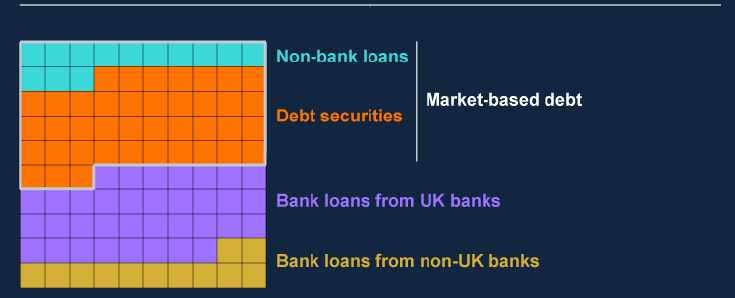 Non-bank loans
Market-based debt
Debt securities
Bank loans from UK banks
Bank loans from non-UK banks